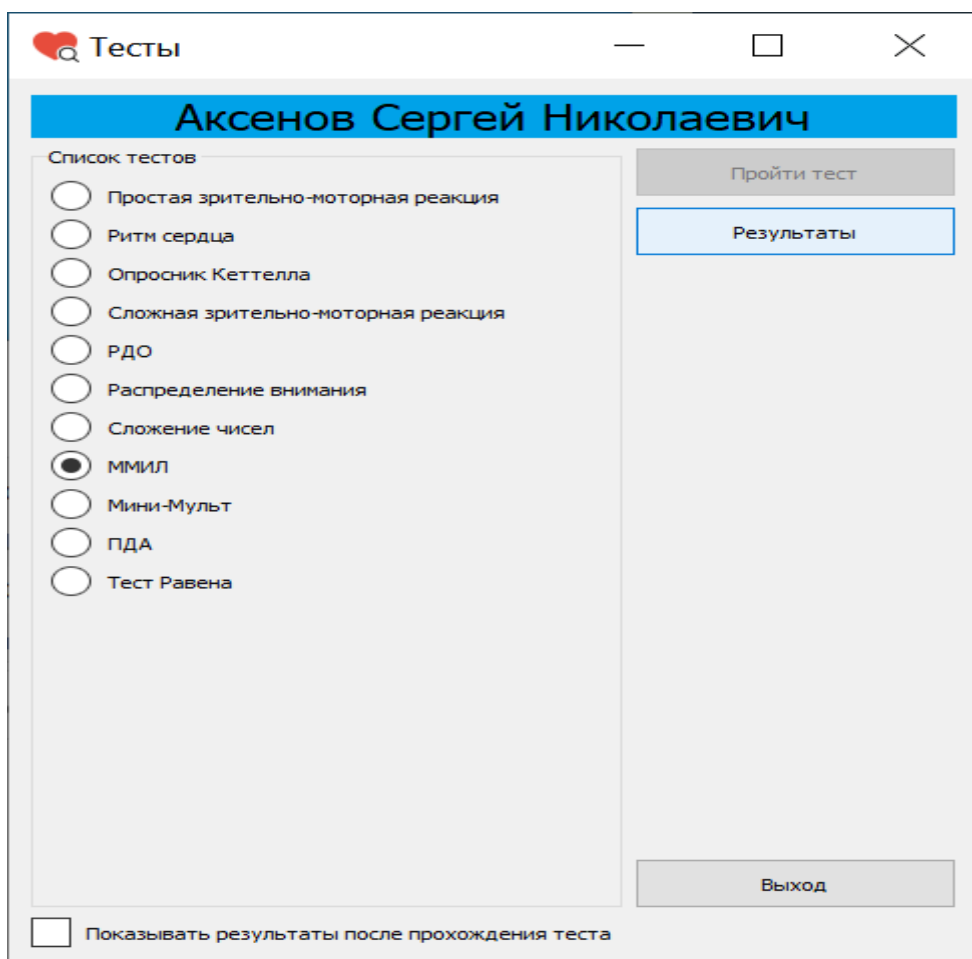 Тесты
Аксенов Сергей Николаевич
Список тестов
Простая зрительно-моторная реакция
Ритм сердца
Опросник Кеттелла
Сложная зрительно-моторная реакция
РДО
Распределение внимания
Сложение чисел
ММИЛ
Мини-Мульт
ПДА
Тест Равена
Пройти тест
Результаты
Выход
Показывать результаты после прохождения теста